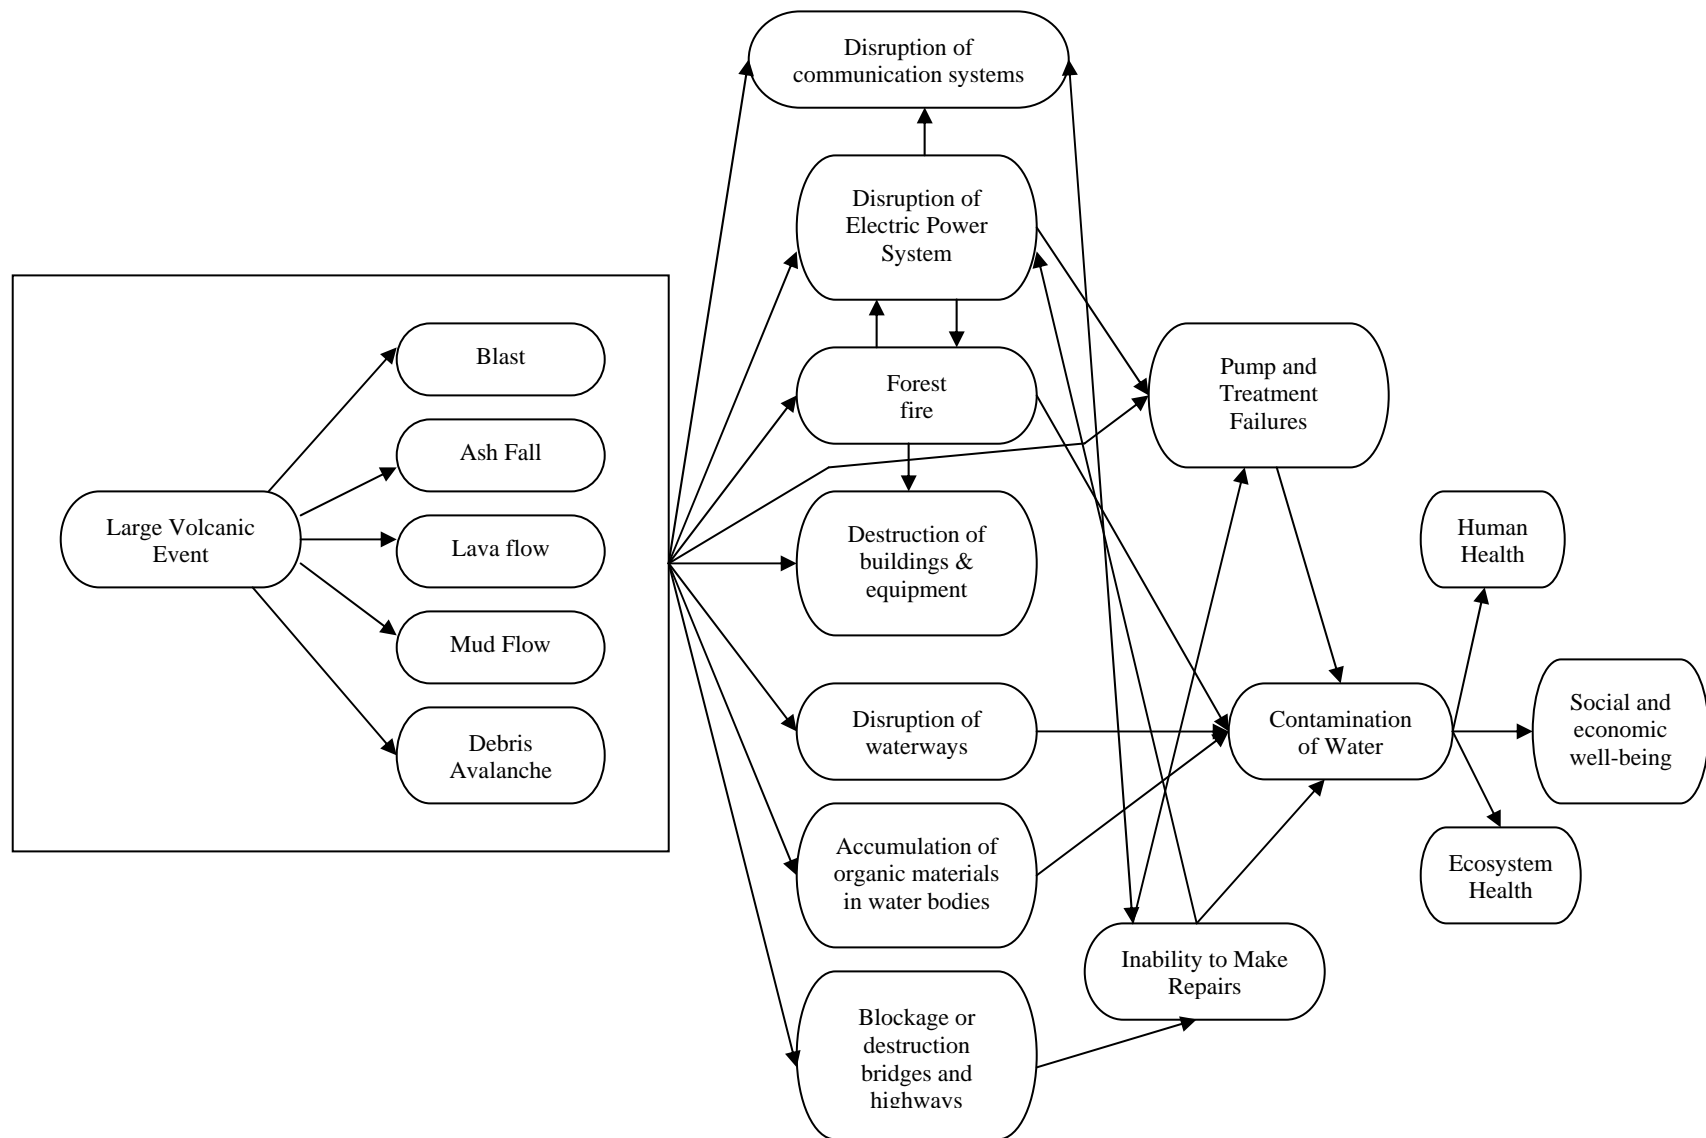 Disruption of
communication systems
Disruption of
Electric Power
System
Blast
Forest
fire
Pump and
Treatment
Failures
Ash Fall
Large Volcanic
Event
Lava flow
Destruction of
buildings &
equipment
Human
Health
Mud Flow
Disruption of
waterways
Contamination
of Water
Social and
economic
well-being
Debris
Avalanche
Accumulation of
organic materials
in water bodies
Ecosystem
Health
Inability to Make
Repairs
Blockage or
destruction
bridges and
highways